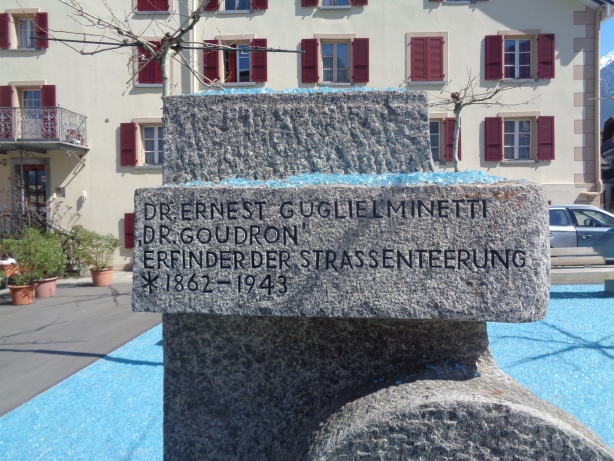 DR. ERNEST GUGLIELMINETTI
„DR. GOUDRON"
ERFINDER DER STRASSENTEERUNG
*1862-1943